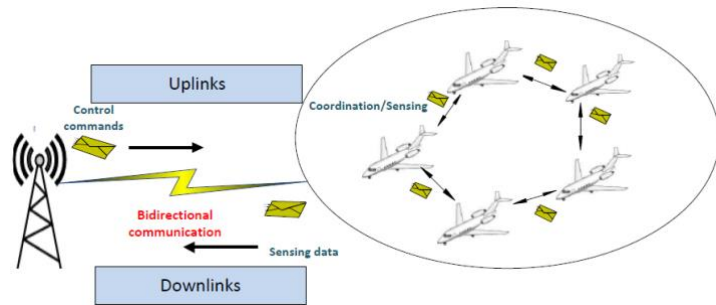 Uplinks
Control
commands
Coordination/Sensing
Bidirectional
communication
Sensing data
Downlinks